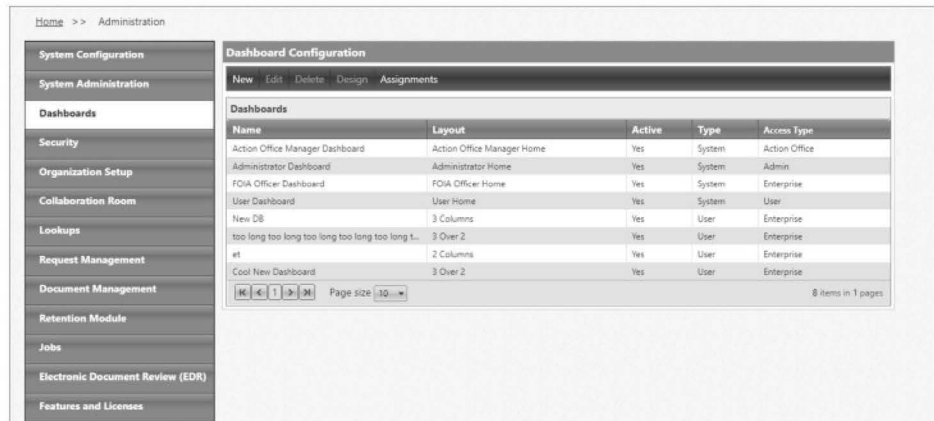 Home >> Administration
System Configuration
System Administration
Dashboards
Security
Organization Setup
Collaboration Room
Lookups
Request Management
Document Management
Retention Module
Jobs
Electronic Document Review (EDR)
Features and Licenses
Dashboard Configuration
New Edit Delete Design Assignments
Dashboards
Name Layout Active Type Access Type
Action Office Manager Dashboard Action Office Manager Home Yes System Action Office
Administrator Dashboard Administrator Home Yes System Admin
FOIA Officer Dashboard FOIA Officer Home Yes System Enterprise
User Dashboard User Home Yes System User
New DB 3 Columns Yes User Enterprise
too long too long too long too long too long t... 3 Over 2 Yes User Enterprise
et 2 Columns Yes User Enterprise
Cool New Dashboard 3 Over 2 Yes User Enterprise
1 Page size 10 8 items in 1 pages